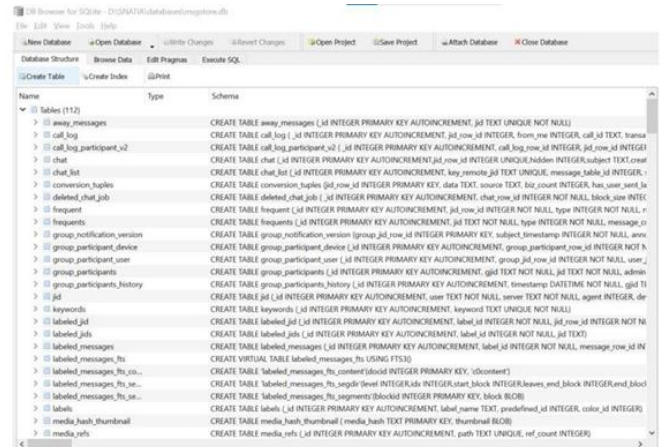 DB Browser for SQLite - D:\SNATIA\databases\msgstore.db
File Edit View Tools Help
New Database Open Database Write Changes Revert Changes Open Project Save Project Attach Database Close Database
Database Structure Browse Data Edit Pragmas Execute SQL
Create Table Create Index Print
Name Type Schema
Tables (112)
away_messages CREATE TABLE away_messages (_id INTEGER PRIMARY KEY AUTOINCREMENT, jid TEXT UNIQUE NOT NULL)
call_log CREATE TABLE call_log (_id INTEGER PRIMARY KEY AUTOINCREMENT, jid_row_id INTEGER, from_me INTEGER, call_id TEXT, transa
call_log_participant_v2 CREATE TABLE call_log_participant_v2 (_id INTEGER PRIMARY KEY AUTOINCREMENT, call_log_row_id INTEGER, jid_row_id INTEGER
chat CREATE TABLE chat (_id INTEGER PRIMARY KEY AUTOINCREMENT,jid_row_id INTEGER UNIQUE,hidden INTEGER,subject TEXT,creat
chat_list CREATE TABLE chat_list (_id INTEGER PRIMARY KEY AUTOINCREMENT, key_remote_jid TEXT UNIQUE, message_table_id INTEGER,
conversion_tuples CREATE TABLE conversion_tuples (jid_row_id INTEGER PRIMARY KEY, data TEXT, source TEXT, biz_count INTEGER, has_user_sent_la
deleted_chat_job CREATE TABLE deleted_chat_job (_id INTEGER PRIMARY KEY AUTOINCREMENT, chat_row_id INTEGER NOT NULL, block_size INTEG
frequent CREATE TABLE frequent (_id INTEGER PRIMARY KEY AUTOINCREMENT, jid_row_id INTEGER NOT NULL, type INTEGER NOT NULL,
frequents CREATE TABLE frequents (_id INTEGER PRIMARY KEY AUTOINCREMENT, jid TEXT NOT NULL, type INTEGER NOT NULL, message_c
group_notification_version CREATE TABLE group_notification_version (group_jid_row_id INTEGER PRIMARY KEY, subject_timestamp INTEGER NOT NULL, ann
group_participant_device CREATE TABLE group_participant_device (_id INTEGER PRIMARY KEY AUTOINCREMENT, group_participant_row_id INTEGER NOT N
group_participant_user CREATE TABLE group_participant_user (_id INTEGER PRIMARY KEY AUTOINCREMENT, group_jid_row_id INTEGER NOT NULL, user_j
group_participants CREATE TABLE group_participants (_id INTEGER PRIMARY KEY AUTOINCREMENT, gjid TEXT NOT NULL, jid TEXT NOT NULL, admin
group_participants_history CREATE TABLE group_participants_history (_id INTEGER PRIMARY KEY AUTOINCREMENT, timestamp DATETIME NOT NULL, gjid T
jid CREATE TABLE jid (_id INTEGER PRIMARY KEY AUTOINCREMENT, user TEXT NOT NULL, server TEXT NOT NULL, agent INTEGER, de
keywords CREATE TABLE keywords (_id INTEGER PRIMARY KEY AUTOINCREMENT, keyword TEXT UNIQUE NOT NULL)
labeled_jid CREATE TABLE labeled_jid (_id INTEGER PRIMARY KEY AUTOINCREMENT, label_id INTEGER NOT NULL, jid_row_id INTEGER NOT N
labeled_jids CREATE TABLE labeled_jids (_id INTEGER PRIMARY KEY AUTOINCREMENT, label_id INTEGER NOT NULL, jid TEXT)
labeled_messages CREATE TABLE labeled_messages (_id INTEGER PRIMARY KEY AUTOINCREMENT, label_id INTEGER NOT NULL, message_row_id IN
labeled_messages_fts CREATE VIRTUAL TABLE labeled_messages_fts USING FTS3()
labeled_messages_fts_co... CREATE TABLE 'labeled_messages_fts_content'(docid INTEGER PRIMARY KEY, 'c0content')
labeled_messages_fts_se... CREATE TABLE 'labeled_messages_fts_segdir'(level INTEGER,idx INTEGER,start_block INTEGER,leaves_end_block INTEGER,end_bloc
labeled_messages_fts_se... CREATE TABLE 'labeled_messages_fts_segments'(blockid INTEGER PRIMARY KEY, block BLOB)
labels CREATE TABLE labels (_id INTEGER PRIMARY KEY AUTOINCREMENT, label_name TEXT, predefined_id INTEGER, color_id INTEGER)
media_hash_thumbnail CREATE TABLE media_hash_thumbnail (media_hash TEXT PRIMARY KEY, thumbnail BLOB)
media_refs CREATE TABLE media_refs (_id INTEGER PRIMARY KEY AUTOINCREMENT, path TEXT UNIQUE, ref_count INTEGER)